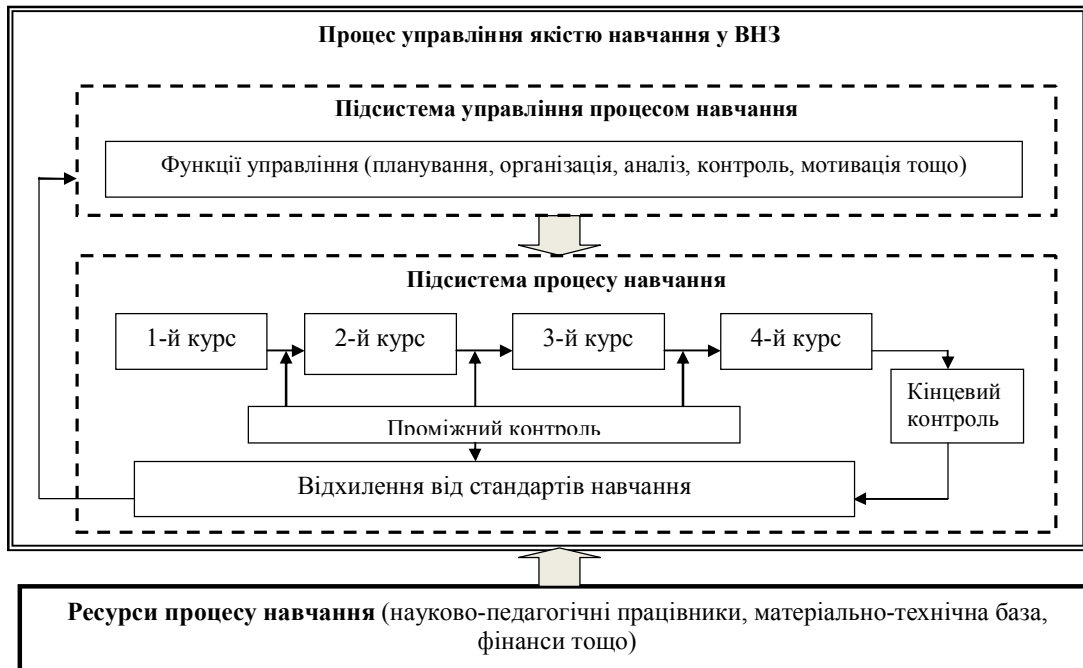 Процес управління якістю навчання у ВНЗ
Підсистема управління процесом навчання
Функції управління (планування, організація, аналіз, контроль, мотивація тощо)
Підсистема процесу навчання
1-й курс
2-й курс
3-й курс
4-й курс
Кінцевий
контроль
Проміжний контроль
Відхилення від стандартів навчання
Ресурси процесу навчання (науково-педагогічні працівники, матеріально-технічна база,
фінанси тощо)